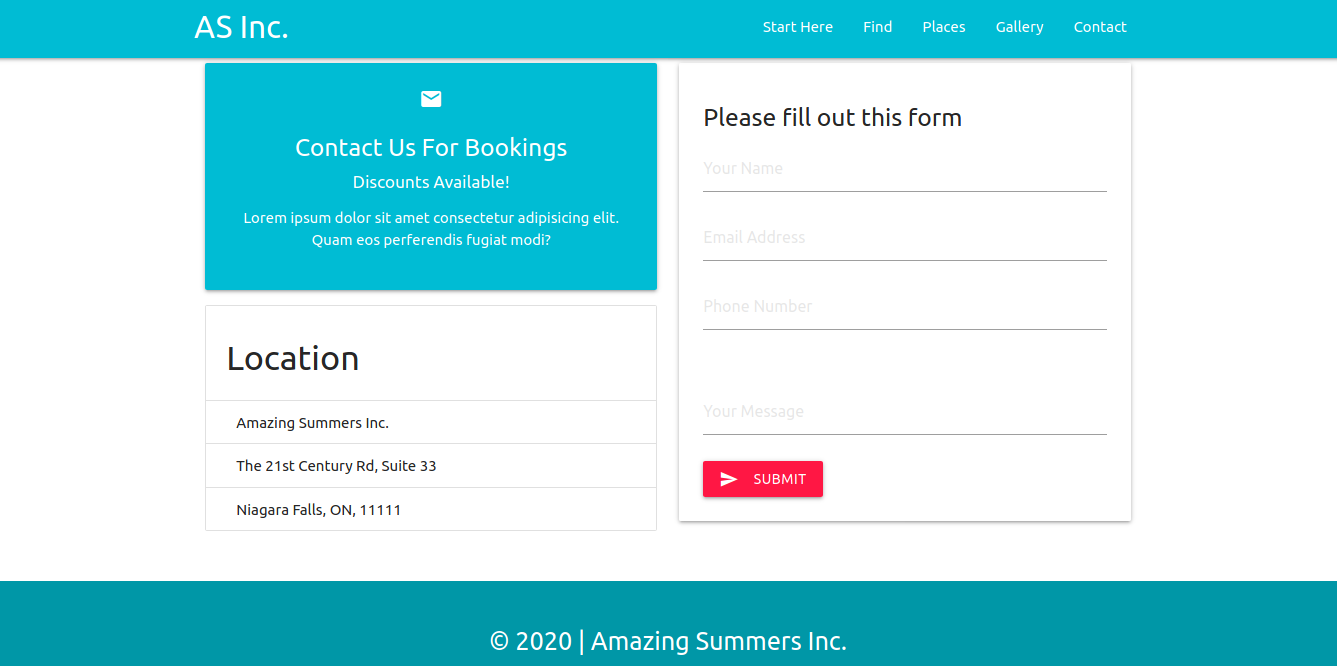 AS Inc.
Start Here Find Places Gallery Contact
Contact Us For Bookings
Discounts Available!
Lorem ipsum dolor sit amet consectetur adipisicing elit.
Quam eos perferendis fugiat modi?
Location
Amazing Summers Inc.
The 21st Century Rd, Suite 33
Niagara Falls, ON, 11111
Please fill out this form
Your Name
Email Address
Phone Number
Your Message
SUBMIT
© 2020 | Amazing Summers Inc.